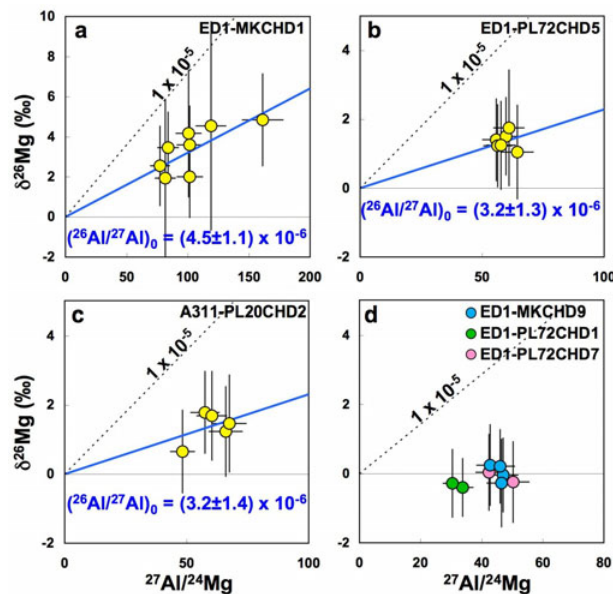 a
ED1-MKCHD1
1 x 10⁻⁵
δ²⁶Mg (‰)
6
4
2
0
-2
(²⁶Al/²⁷Al)₀ = (4.5±1.1) x 10⁻⁶
0 50 100 150 200
b
ED1-PL72CHD5
1 x 10⁻⁵
4
2
0
-2
(²⁶Al/²⁷Al)₀ = (3.2±1.3) x 10⁻⁶
0 50 100
c
A311-PL20CHD2
1 x 10⁻⁵
δ²⁶Mg (‰)
4
2
0
-2
(²⁶Al/²⁷Al)₀ = (3.2±1.4) x 10⁻⁶
0 50 100
²⁷Al/²⁴Mg
d
ED1-MKCHD9
ED1-PL72CHD1
ED1-PL72CHD7
1 x 10⁻⁵
4
2
0
-2
0 20 40 60 80
²⁷Al/²⁴Mg